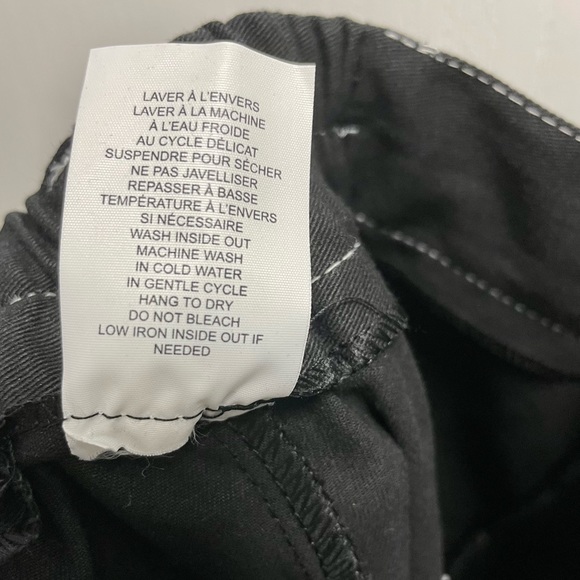 LAVER À L'ENVERS
LAVER À LA MACHINE
À L'EAU FROIDE
AU CYCLE DÉLICAT
SUSPENDRE POUR SÉCHER
NE PAS JAVELLISER
REPASSER À BASSE
TEMPÉRATURE À L'ENVERS
SI NÉCESSAIRE
WASH INSIDE OUT
MACHINE WASH
IN COLD WATER
IN GENTLE CYCLE
HANG TO DRY
DO NOT BLEACH
LOW IRON INSIDE OUT IF
NEEDED